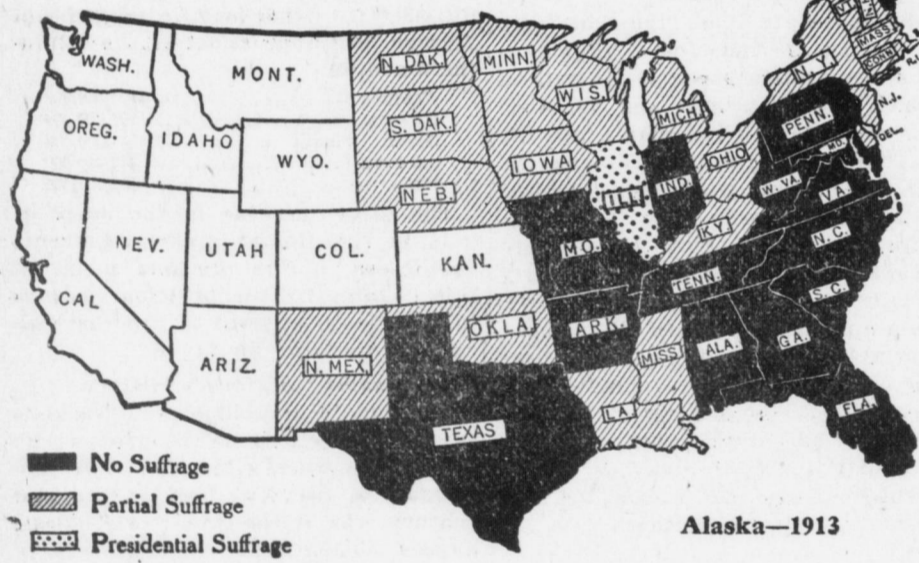 WASH.
MONT.
N. DAK.
MINN.
OREG.
IDAHO
S. DAK.
WIS.
MICH.
N.Y.
MASS.
CONN.
R.I.
WYO.
IOWA
OHIO
PENN.
N.J.
NEB.
ILL.
IND.
W.VA.
MD.
DEL.
NEV.
UTAH
COL.
KAN.
MO.
KY.
VA.
CAL.
N.C.
TENN.
ARIZ.
N. MEX.
OKLA.
ARK.
MISS
ALA.
GA.
S.C.
TEXAS
LA.
FLA.
No Suffrage
Partial Suffrage
Presidential Suffrage
Alaska—1913